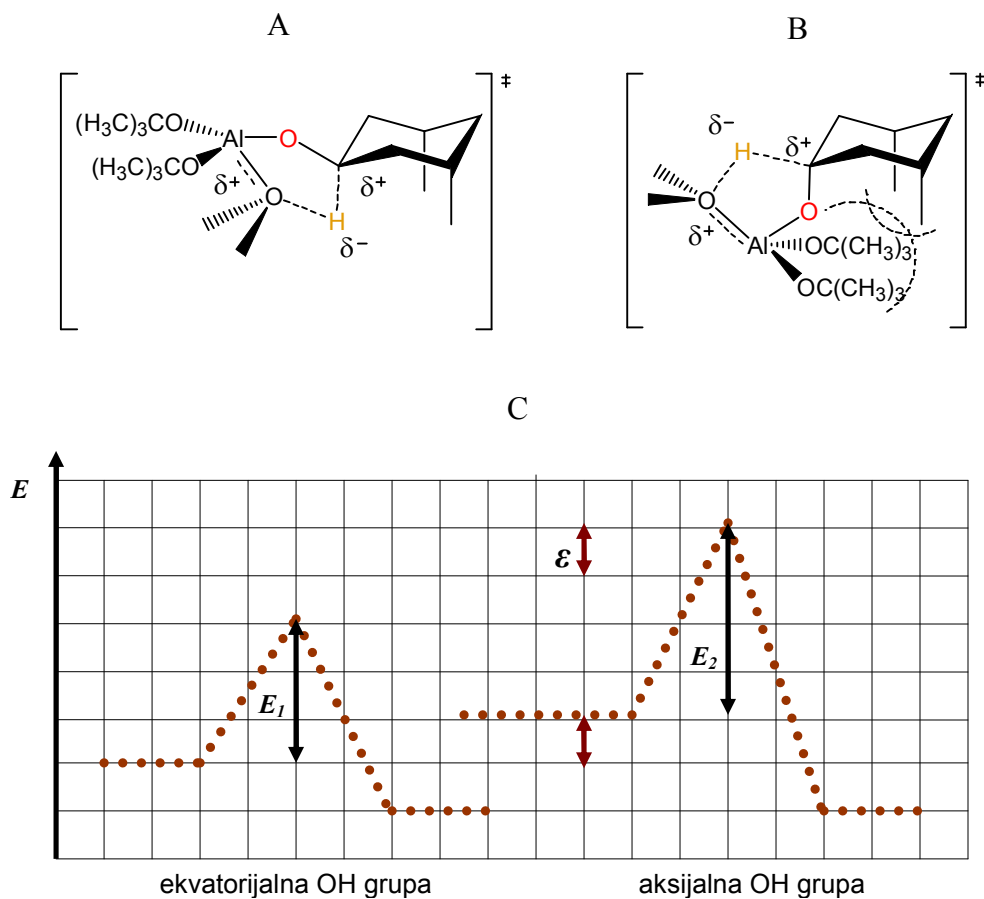 A
B
‡
‡
(H3C)3CO
Al
O
(H3C)3CO
δ+
O
δ+
H
δ−
δ−
H
δ+
O
O
δ+
Al
OC(CH3)3
OC(CH3)3
C
E
ε
E1
E2
ekvatorijalna OH grupa
aksijalna OH grupa